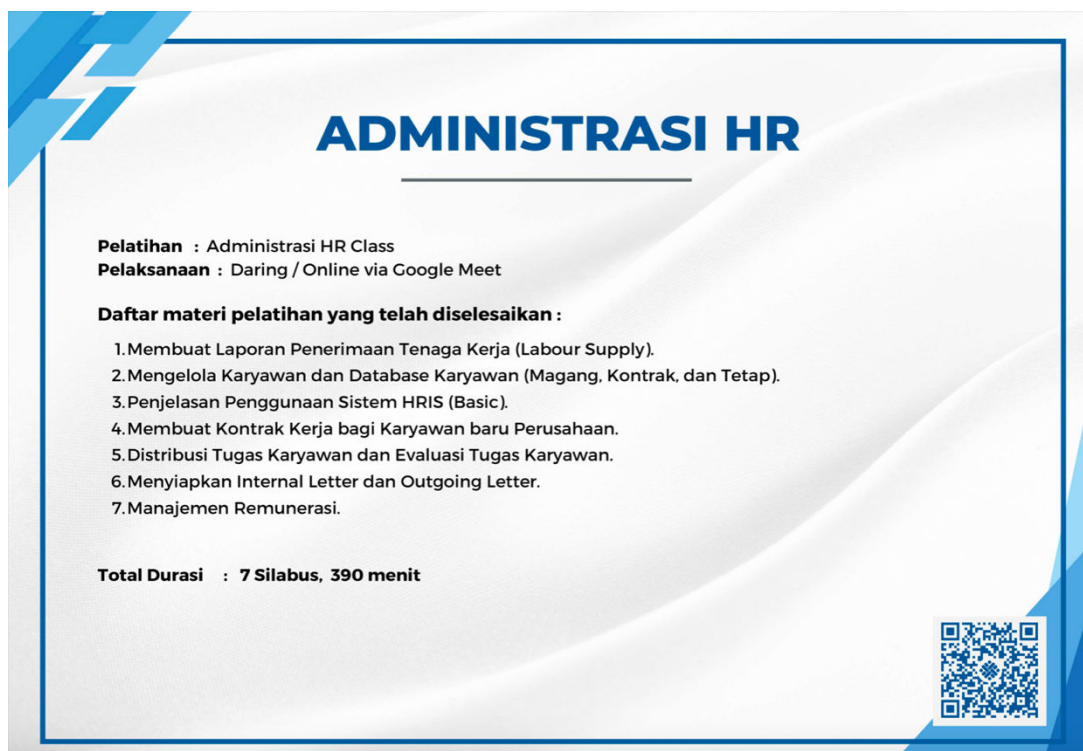 ADMINISTRASI HR
Pelatihan : Administrasi HR Class
Pelaksanaan : Daring / Online via Google Meet
Daftar materi pelatihan yang telah diselesaikan :
1. Membuat Laporan Penerimaan Tenaga Kerja (Labour Supply).
2. Mengelola Karyawan dan Database Karyawan (Magang, Kontrak, dan Tetap).
3. Penjelasan Penggunaan Sistem HRIS (Basic).
4. Membuat Kontrak Kerja bagi Karyawan baru Perusahaan.
5. Distribusi Tugas Karyawan dan Evaluasi Tugas Karyawan.
6. Menyiapkan Internal Letter dan Outgoing Letter.
7. Manajemen Remunerasi.
Total Durasi : 7 Silabus, 390 menit